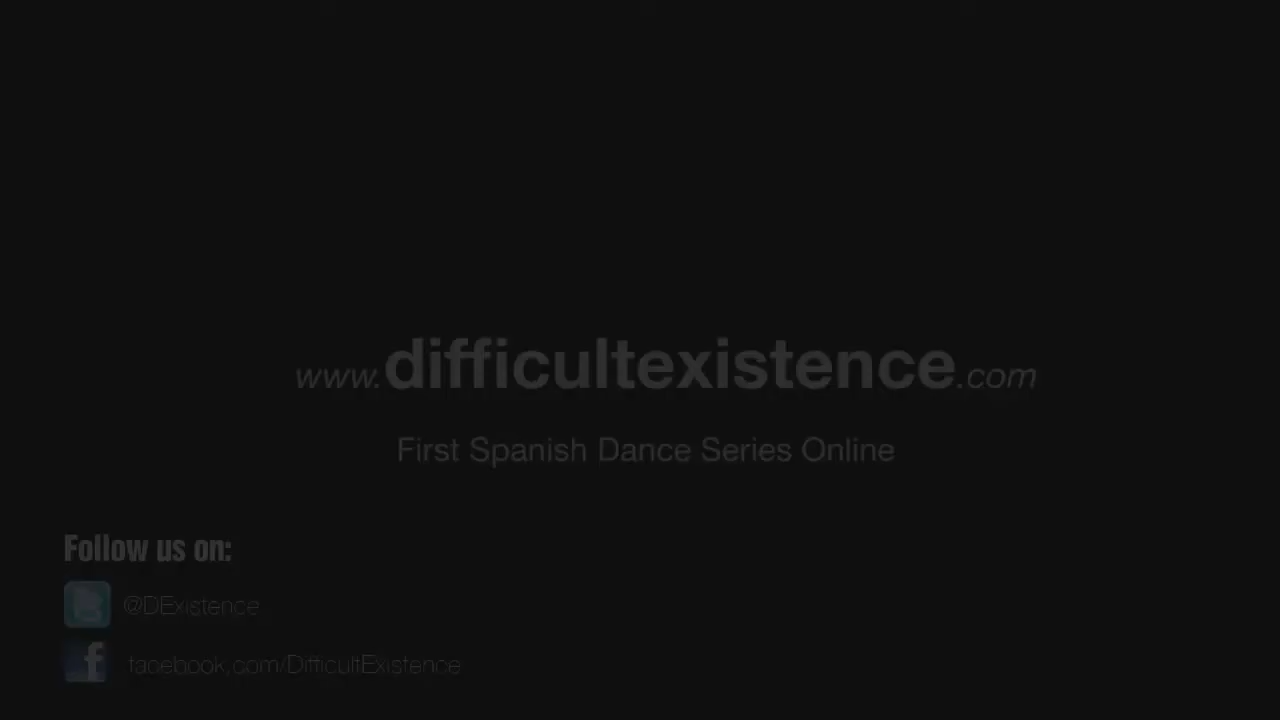 www.difficultexistence.com
First Spanish Dance Series Online
Follow us on:
@DExistence
facebook.com/DifficultExistence